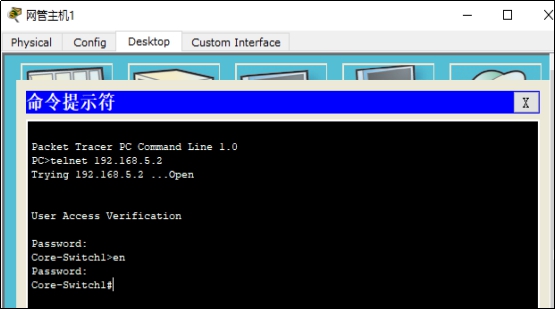 网管主机1
Physical Config Desktop Custom Interface
命令提示符 X
Packet Tracer PC Command Line 1.0
PC>telnet 192.168.5.2
Trying 192.168.5.2 ...Open
User Access Verification
Password:
Core-Switch1>en
Password:
Core-Switch1#